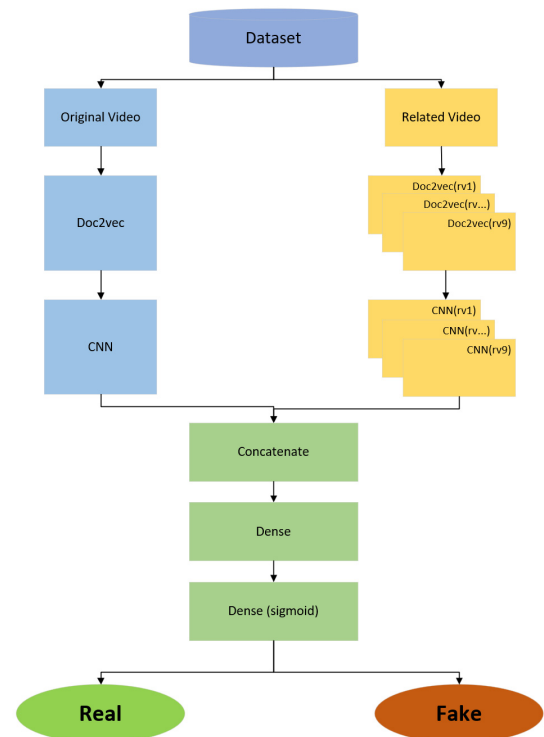 Dataset
Original Video
Related Video
Doc2vec
Doc2vec(rv1)
Doc2vec(rv...)
Doc2vec(rv9)
CNN
CNN(rv1)
CNN(rv...)
CNN(rv9)
Concatenate
Dense
Dense (sigmoid)
Real
Fake